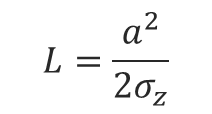 L = a² / 2σ_z